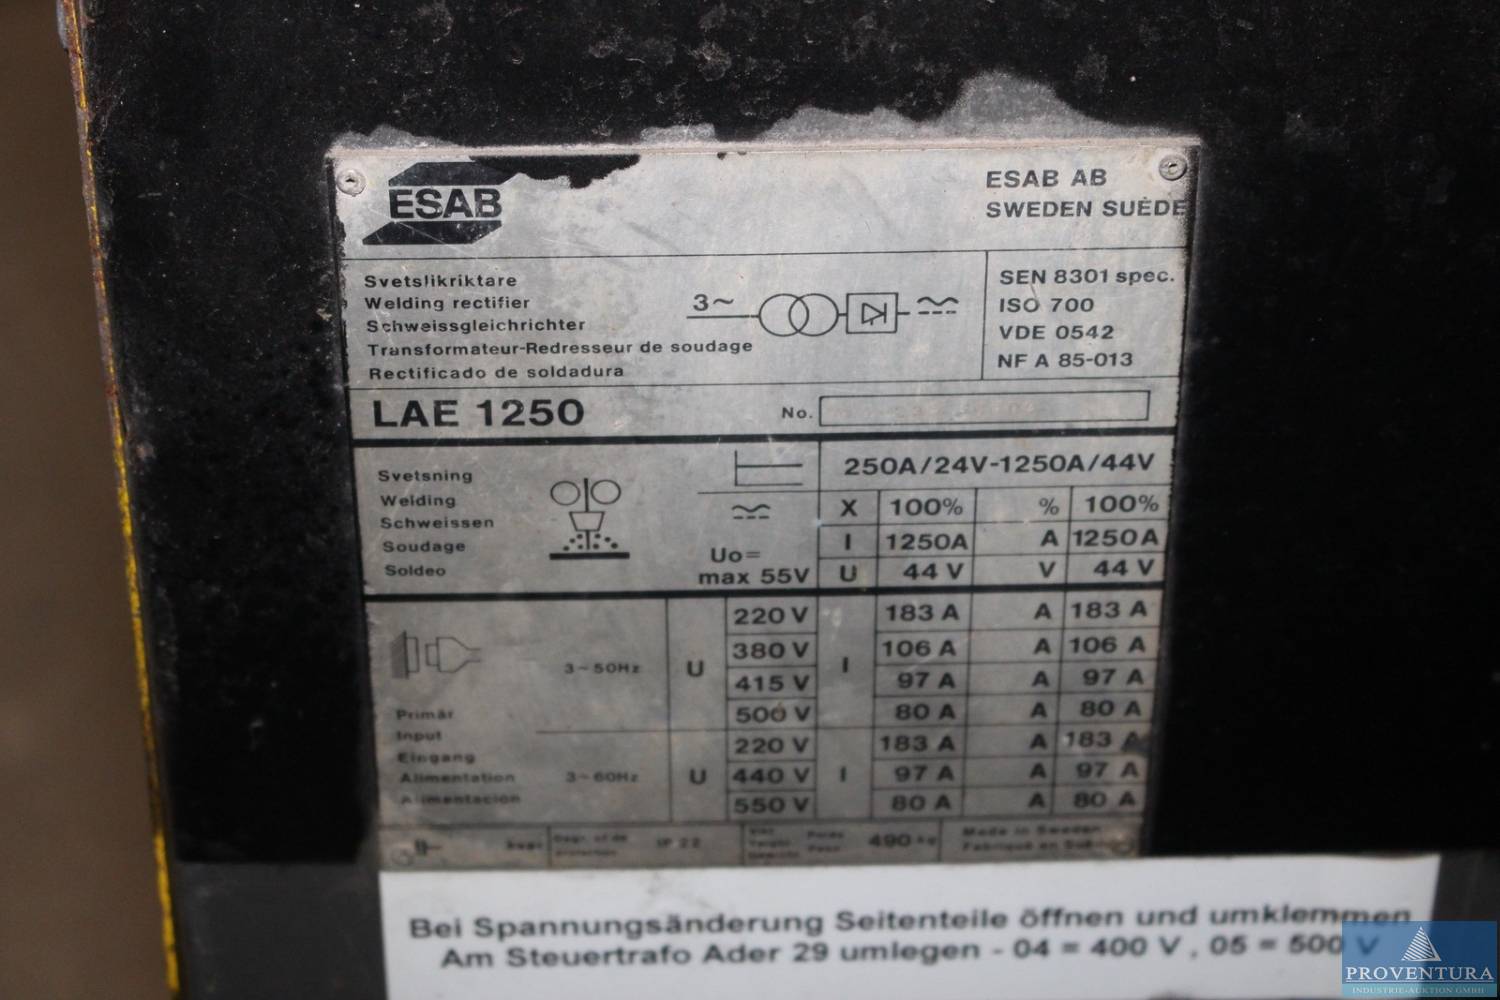 ESAB
ESAB AB
SWEDEN SUÈDE
Svetslikriktare
Welding rectifier
Schweissgleichrichter
Transformateur-Redresseur de soudage
Rectificado de soldadura
3~
SEN 8301 spec.
ISO 700
VDE 0542
NF A 85-013
LAE 1250 No.
Svetsning
Welding
Schweissen
Soudage
Soldeo
Uo=
max 55V
250A/24V-1250A/44V
X 100% % 100%
I 1250A A 1250A
U 44 V V 44 V
Primär
Input
Eingang
Alimentation
Alimentación
3~50Hz U I
220 V 183 A A 183 A
380 V 106 A A 106 A
415 V 97 A A 97 A
500 V 80 A A 80 A
3~60Hz U I
220 V 183 A A 183 A
440 V 97 A A 97 A
550 V 80 A A 80 A
IP 22
490 kg
Made in Sweden
Fabriqué en
Bei Spannungsänderung Seitenteile öffnen und umklemmen
Am Steuertrafo Ader 29 umlegen - 04 = 400 V , 05 = 500 V
PROVENTURA
INDUSTRIE-AUKTION GMBH